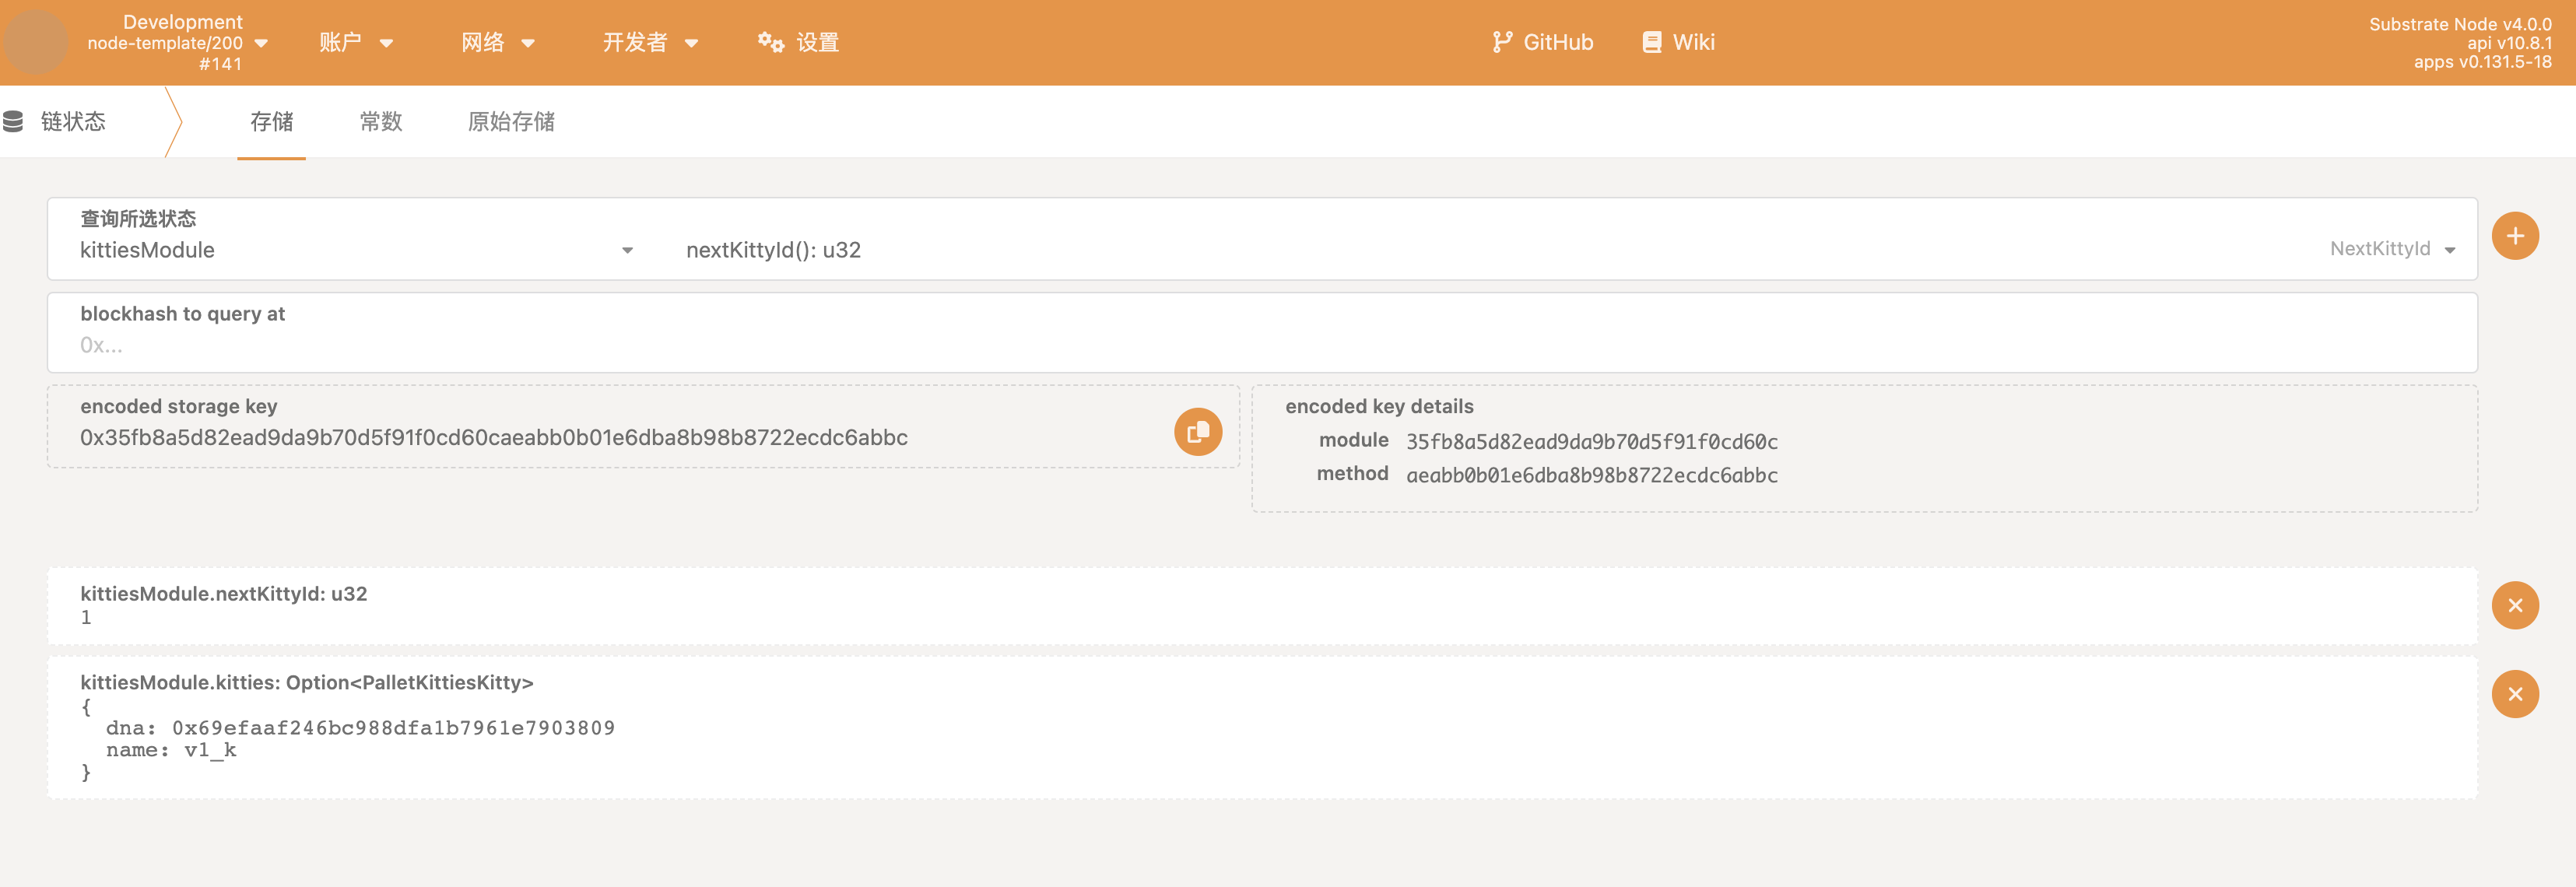 Development
node-template/200
#141
账户
网络
开发者
设置
GitHub
Wiki
Substrate Node v4.0.0
api v10.8.1
apps v0.131.5-18
链状态
存储
常数
原始存储
查询所选状态
kittiesModule
nextKittyId(): u32
NextKittyId
blockhash to query at
0x...
encoded storage key
0x35fb8a5d82ead9da9b70d5f91f0cd60caeabb0b01e6dba8b98b8722ecdc6abbc
encoded key details
module 35fb8a5d82ead9da9b70d5f91f0cd60c
method aeabb0b01e6dba8b98b8722ecdc6abbc
kittiesModule.nextKittyId: u32
1
kittiesModule.kitties: Option<PalletKittiesKitty>
{
dna: 0x69efaaf246bc988dfa1b7961e7903809
name: v1_k
}